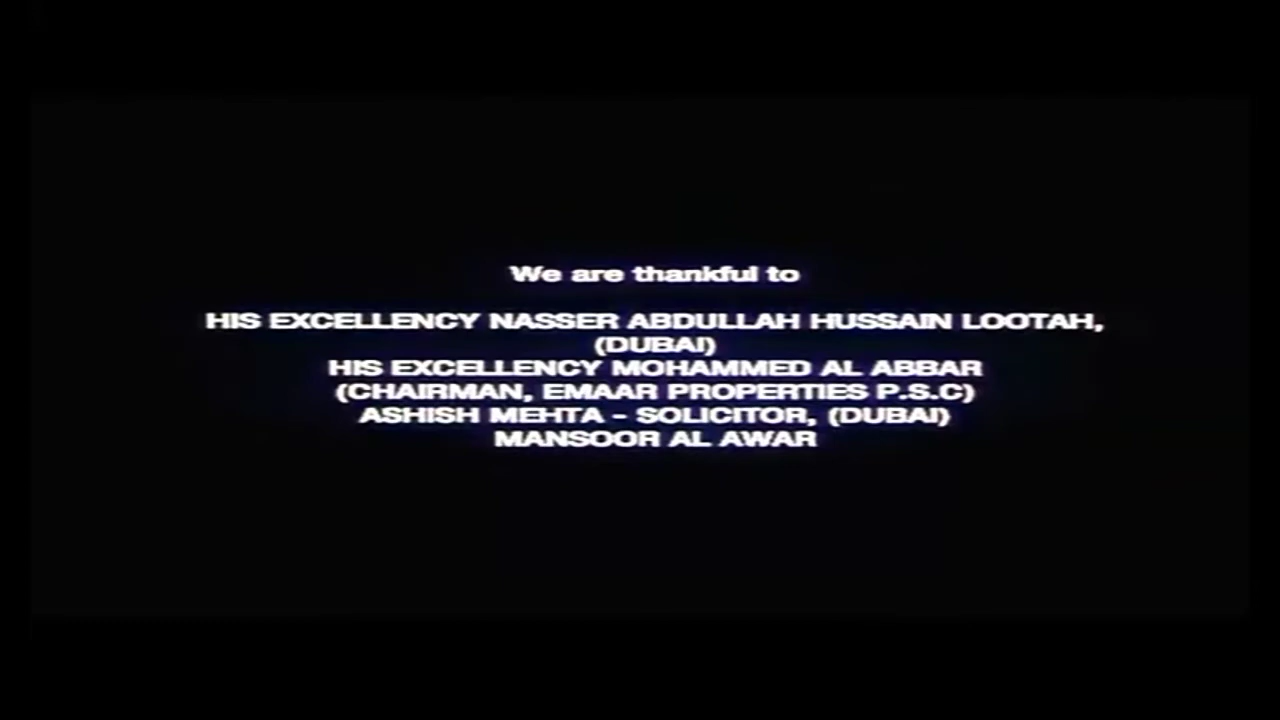 We are thankful to
HIS EXCELLENCY NASSER ABDULLAH HUSSAIN LOOTAH,
(DUBAI)
HIS EXCELLENCY MOHAMMED AL ABBAR
(CHAIRMAN, EMAAR PROPERTIES P.S.C)
ASHISH MEHTA - SOLICITOR, (DUBAI)
MANSOOR AL AWAR